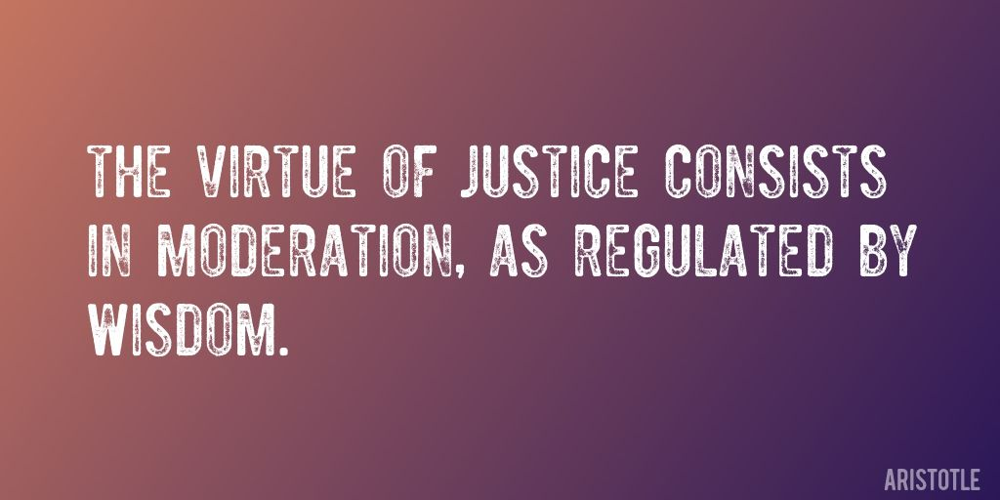 THE VIRTUE OF JUSTICE CONSISTS
IN MODERATION, AS REGULATED BY
WISDOM.
ARISTOTLE